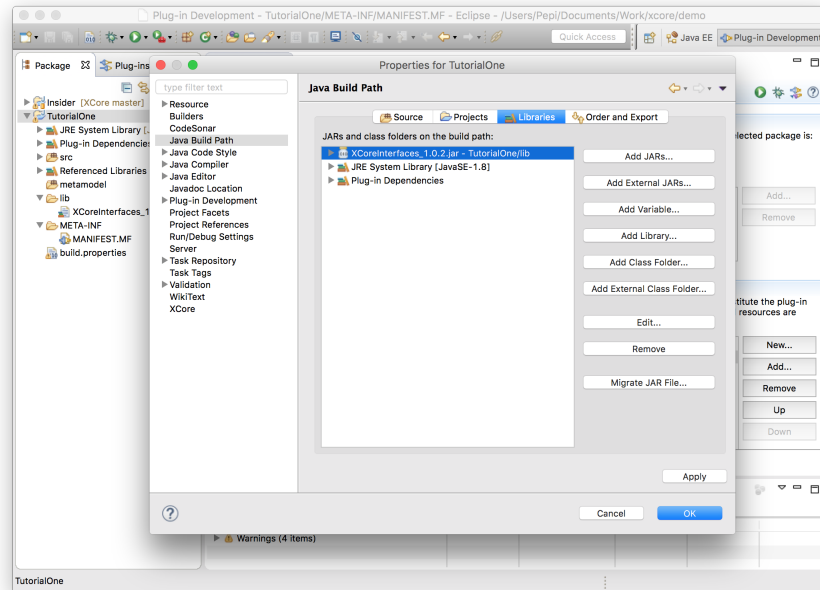 Plug-in Development - TutorialOne/META-INF/MANIFEST.MF - Eclipse - /Users/Pepi/Documents/Work/xcore/demo
Quick Access
Java EE
Plug-in Development
Package
Plug-ins
Insider [XCore master]
TutorialOne
JRE System Library [
Plug-in Dependencies
src
Referenced Libraries
metamodel
lib
XCoreInterfaces_1
META-INF
MANIFEST.MF
build.properties
Properties for TutorialOne
type filter text
Resource
Builders
CodeSonar
Java Build Path
Java Code Style
Java Compiler
Java Editor
Javadoc Location
Plug-in Development
Project Facets
Project References
Run/Debug Settings
Server
Task Repository
Task Tags
Validation
WikiText
XCore
Java Build Path
Source
Projects
Libraries
Order and Export
JARs and class folders on the build path:
XCoreInterfaces_1.0.2.jar - TutorialOne/lib
JRE System Library [JavaSE-1.8]
Plug-in Dependencies
Add JARs...
Add External JARs...
Add Variable...
Add Library...
Add Class Folder...
Add External Class Folder...
Edit...
Remove
Migrate JAR File...
Apply
Cancel
OK
lected package is:
Add...
Remove
titute the plug-in
resources are
New...
Add...
Remove
Up
Down
Warnings (4 items)
TutorialOne